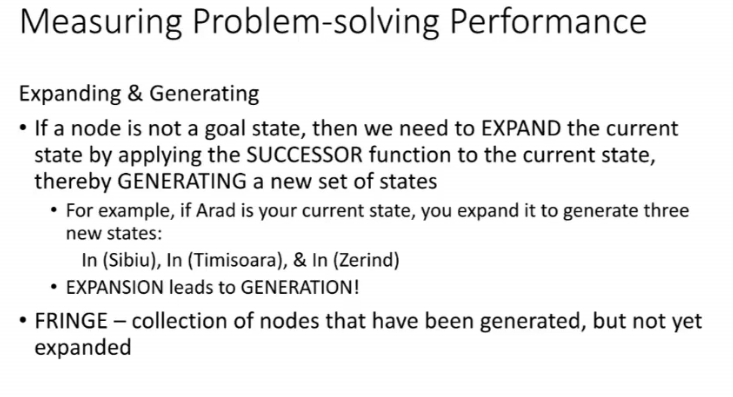 Measuring Problem-solving Performance
Expanding & Generating
• If a node is not a goal state, then we need to EXPAND the current
state by applying the SUCCESSOR function to the current state,
thereby GENERATING a new set of states
• For example, if Arad is your current state, you expand it to generate three
new states:
In (Sibiu), In (Timisoara), & In (Zerind)
• EXPANSION leads to GENERATION!
• FRINGE – collection of nodes that have been generated, but not yet
expanded